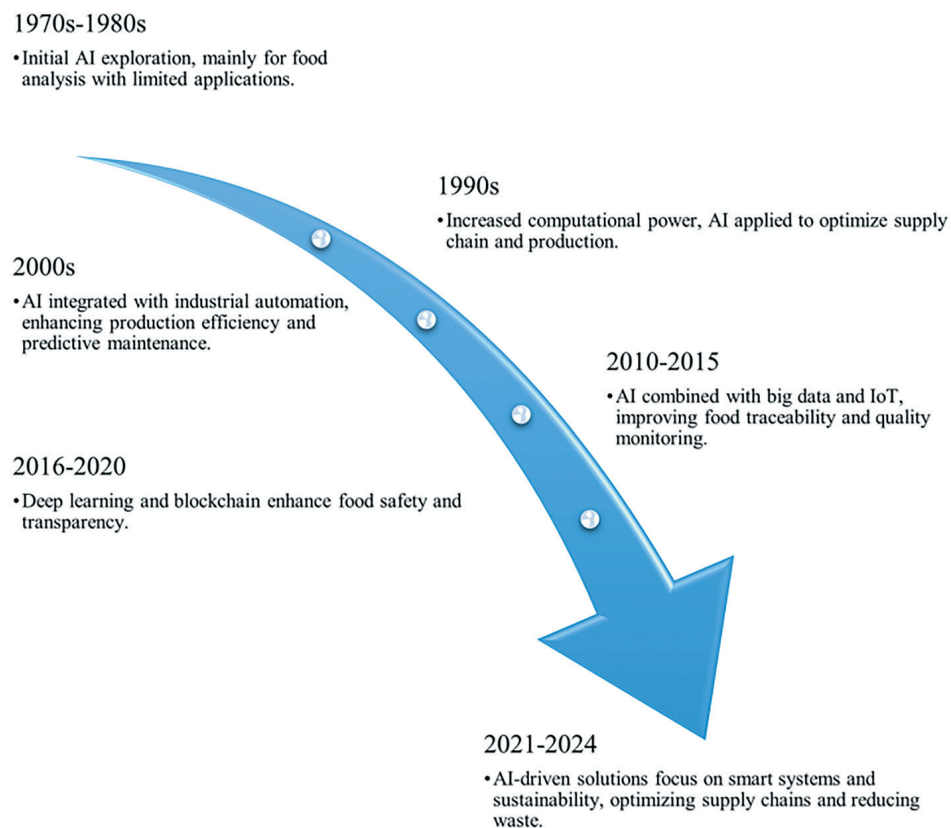 1970s-1980s
•Initial AI exploration, mainly for food
analysis with limited applications.
1990s
•Increased computational power, AI applied to optimize supply
chain and production.
2000s
•AI integrated with industrial automation,
enhancing production efficiency and
predictive maintenance.
2010-2015
•AI combined with big data and IoT,
improving food traceability and quality
monitoring.
2016-2020
•Deep learning and blockchain enhance food safety and
transparency.
2021-2024
•AI-driven solutions focus on smart systems and
sustainability, optimizing supply chains and reducing
waste.